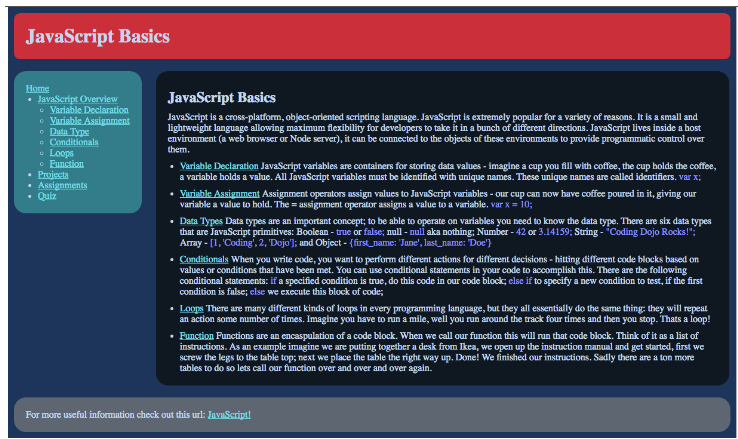 JavaScript Basics
Home
JavaScript Overview
Variable Declaration
Variable Assignment
Data Type
Conditionals
Loops
Function
Projects
Assignments
Quiz
JavaScript Basics
JavaScript is a cross-platform, object-oriented scripting language. JavaScript is extremely popular for a variety of reasons. It is a small and
lightweight language allowing maximum flexibility for developers to take it in a bunch of different directions. JavaScript lives inside a host
environment (a web browser or Node server), it can be connected to the objects of these environments to provide programmatic control over
them.
Variable Declaration JavaScript variables are containers for storing data values - imagine a cup you fill with coffee, the cup holds the coffee,
a variable holds a value. All JavaScript variables must be identified with unique names. These unique names are called identifiers. var x;
Variable Assignment Assignment operators assign values to JavaScript variables - our cup can now have coffee poured in it, giving our
variable a value to hold. The = assignment operator assigns a value to a variable. var x = 10;
Data Types Data types are an important concept; to be able to operate on variables you need to know the data type. There are six data types
that are JavaScript primitives: Boolean - true or false; null - null aka nothing; Number - 42 or 3.14159; String - "Coding Dojo Rocks!";
Array - [1, 'Coding', 2, 'Dojo']; and Object - {first_name: 'Jane', last_name: 'Doe'}
Conditionals When you write code, you want to perform different actions for different decisions - hitting different code blocks based on
values or conditions that have been met. You can use conditional statements in your code to accomplish this. There are the following
conditional statements: if a specified condition is true, do this code in our code block; else if to specify a new condition to test, if the first
condition is false; else we execute this block of code;
Loops There are many different kinds of loops in every programming language, but they all essentially do the same thing: they will repeat
an action some number of times. Imagine you have to run a mile, well you run around the track four times and then you stop. Thats a loop!
Function Functions are an encaspulation of a code block. When we call our function this will run that code block. Think of it as a list of
instructions. As an example imagine we are putting together a desk from Ikea, we open up the instruction manual and get started, first we
screw the legs to the table top; next we place the table the right way up. Done! We finished our instructions. Sadly there are a ton more
tables to do so lets call our function over and over and over again.
For more useful information check out this url: JavaScript!